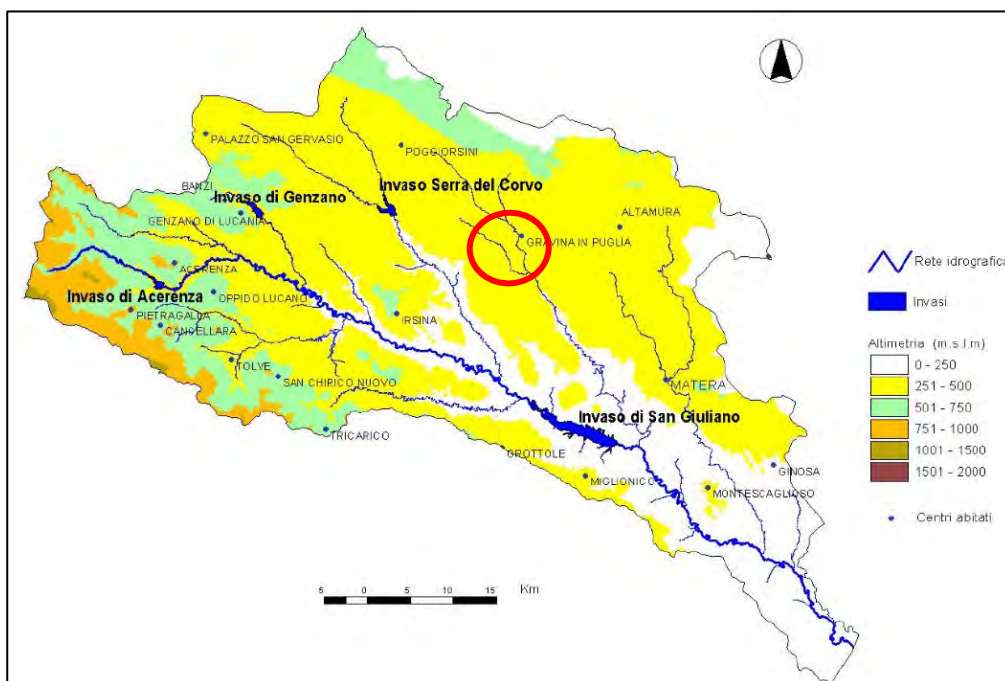 PALAZZO SAN GERVASIO
POGGIORSINI
BANZI
Invaso di Genzano
Invaso Serra del Corvo
GENZANO DI LUCANIA
ALTAMURA
GRAVINA IN PUGLIA
ACERENZA
Invaso di Acerenza
OPPIDO LUCANO
PIETRAGALLA
CANCELLARA
IRSINA
TOLVE
SAN CHIRICO NUOVO
MATERA
Invaso di San Giuliano
TRICARICO
GROTTOLE
MIGLIONICO
GINOSA
MONTESCAGLIOSO
Rete idrografica
Invasi
Altimetria (m.s.l.m)
0 - 250
251 - 500
501 - 750
751 - 1000
1001 - 1500
1501 - 2000
Centri abitati
5 0 5 10 15 Km